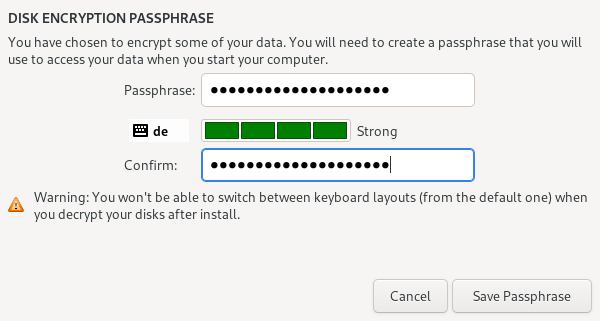 DISK ENCRYPTION PASSPHRASE
You have chosen to encrypt some of your data. You will need to create a passphrase that you will
use to access your data when you start your computer.
Passphrase: ●●●●●●●●●●●●●●●●●●●●
de Strong
Confirm: ●●●●●●●●●●●●●●●●●●●●
Warning: You won't be able to switch between keyboard layouts (from the default one) when
you decrypt your disks after install.
Cancel Save Passphrase